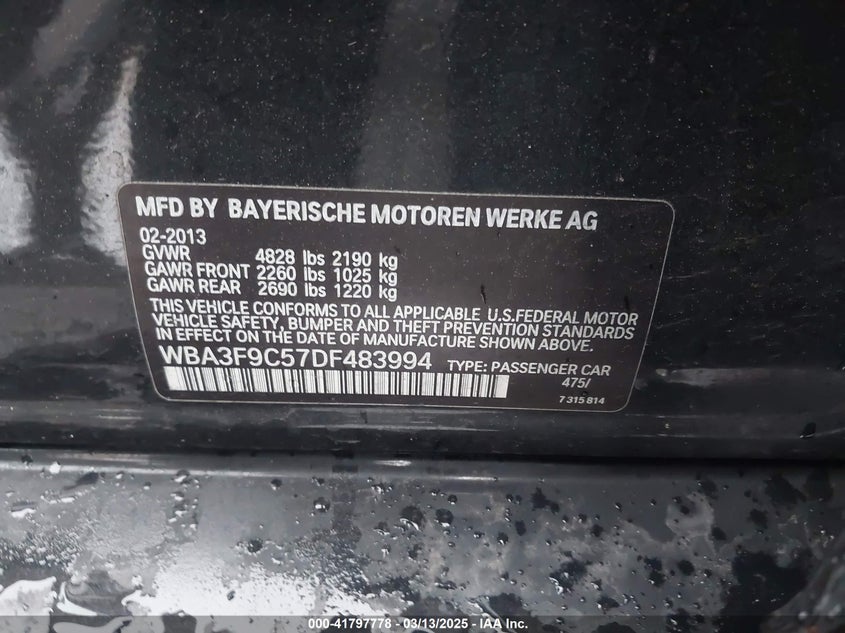 MFD BY BAYERISCHE MOTOREN WERKE AG
02-2013
GVWR 4828 lbs 2190 kg
GAWR FRONT 2260 lbs 1025 kg
GAWR REAR 2690 lbs 1220 kg
THIS VEHICLE CONFORMS TO ALL APPLICABLE U.S.FEDERAL MOTOR
VEHICLE SAFETY, BUMPER AND THEFT PREVENTION STANDARDS
IN EFFECT ON THE DATE OF MANUFACTURE SHOWN ABOVE.
WBA3F9C57DF483994 TYPE: PASSENGER CAR
475/
7 315 814
000-41797778 - 03/13/2025 - IAA Inc.